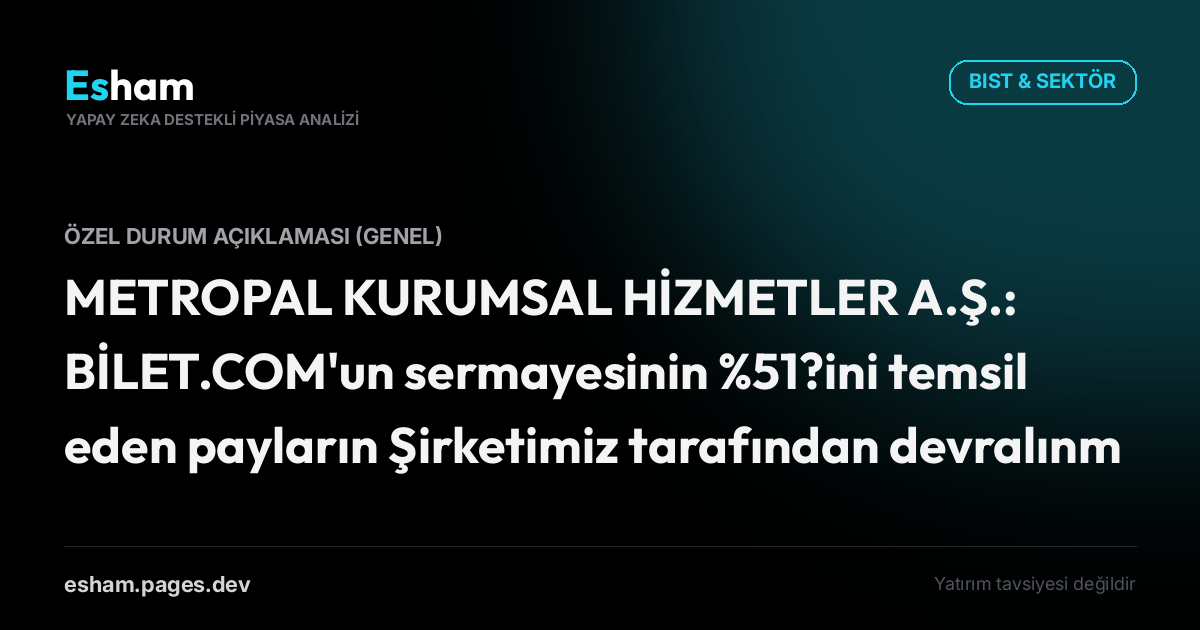 Esham
BIST & SEKTÖR
YAPAY ZEKA DESTEKLİ PİYASA ANALİZİ
ÖZEL DURUM AÇIKLAMASI (GENEL)
METROPAL KURUMSAL HİZMETLER A.Ş.:
BİLET.COM'un sermayesinin %51?ini temsil
eden payların Şirketimiz tarafından devralınm
esham.pages.dev
Yatırım tavsiyesi değildir